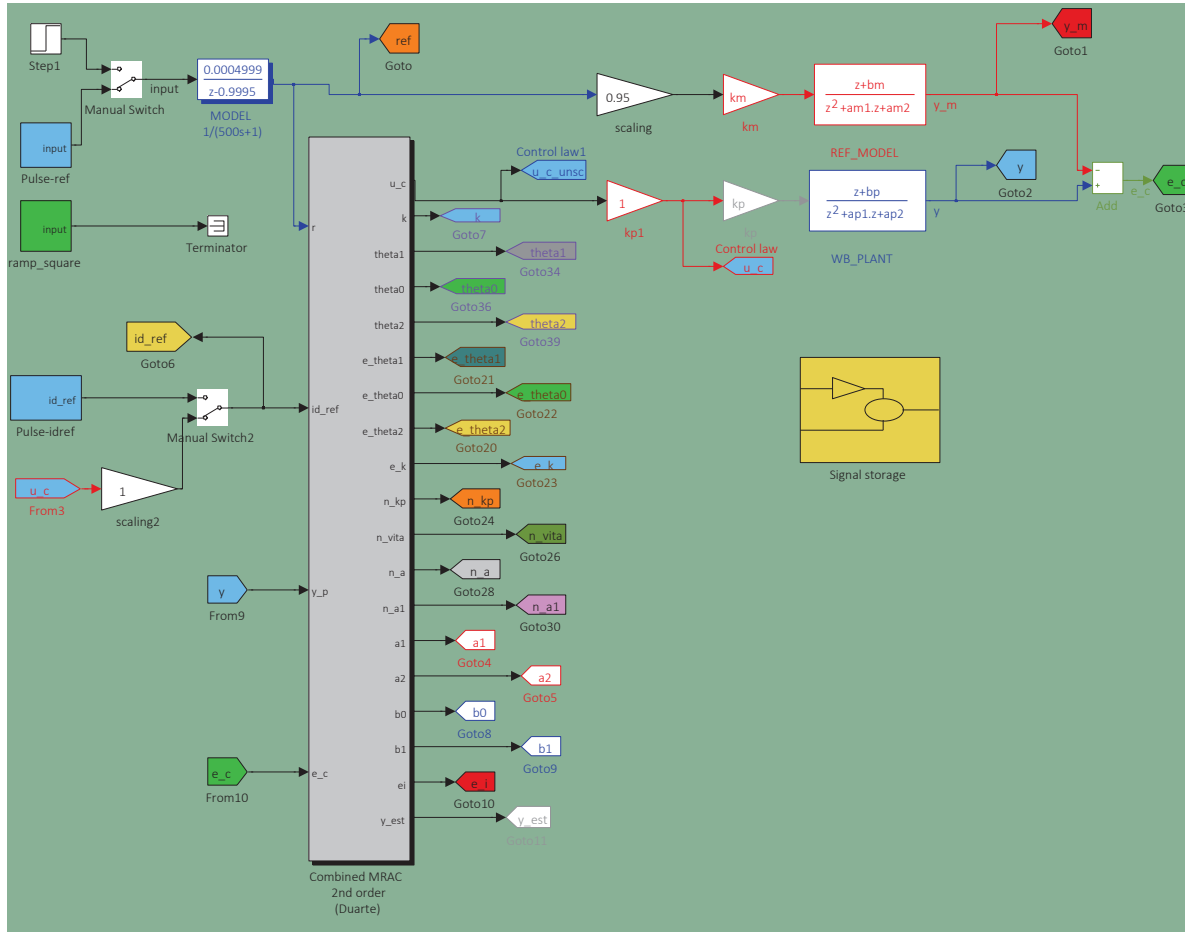 Step1
Manual Switch
input
0.0004999
z-0.9995
MODEL
1/(500s+1)
ref
Goto
input
Pulse-ref
input
ramp_square
Terminator
0.95
scaling
km
km
z+bm
z²+am1.z+am2
REF_MODEL
y_m
y_m
Goto1
Control law1
u_c_unsc
1
kp1
kp
kp
Control law
u_c
z+bp
z²+ap1.z+ap2
WB_PLANT
y
y
Goto2
-
+
Add
e_c
e_c
id_ref
Goto6
id_ref
Pulse-idref
Manual Switch2
u_c
From3
1
scaling2
y
From9
e_c
From10
r
id_ref
y_p
e_c
u_c
k
theta1
theta0
theta2
e_theta1
e_theta0
e_theta2
e_k
n_kp
n_vita
n_a
n_a1
a1
a2
b0
b1
ei
y_est
Combined MRAC
2nd order
(Duarte)
k
Goto7
theta1
Goto34
theta0
Goto36
theta2
Goto39
e_theta1
Goto21
e_theta0
Goto22
e_theta2
Goto20
e_k
Goto23
n_kp
Goto24
n_vita
Goto26
n_a
Goto28
n_a1
Goto30
a1
Goto4
a2
Goto5
b0
Goto8
b1
Goto9
e_i
Goto10
y_est
Goto11
Signal storage